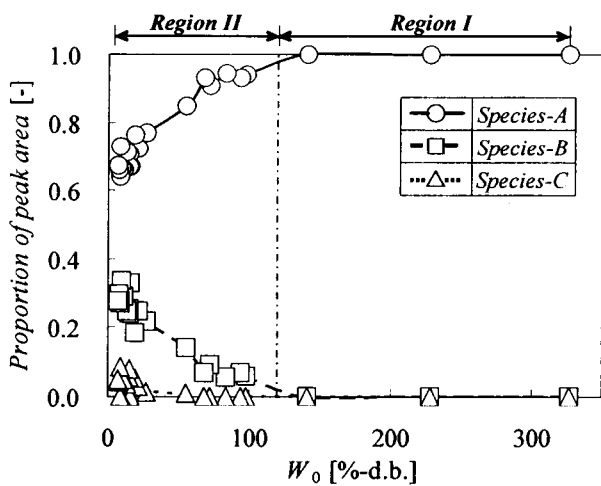 Region II Region I
1.0
0.8
0.6
0.4
0.2
0.0
Proportion of peak area [-]
Species-A
Species-B
Species-C
0 100 200 300
W₀ [%-d.b.]